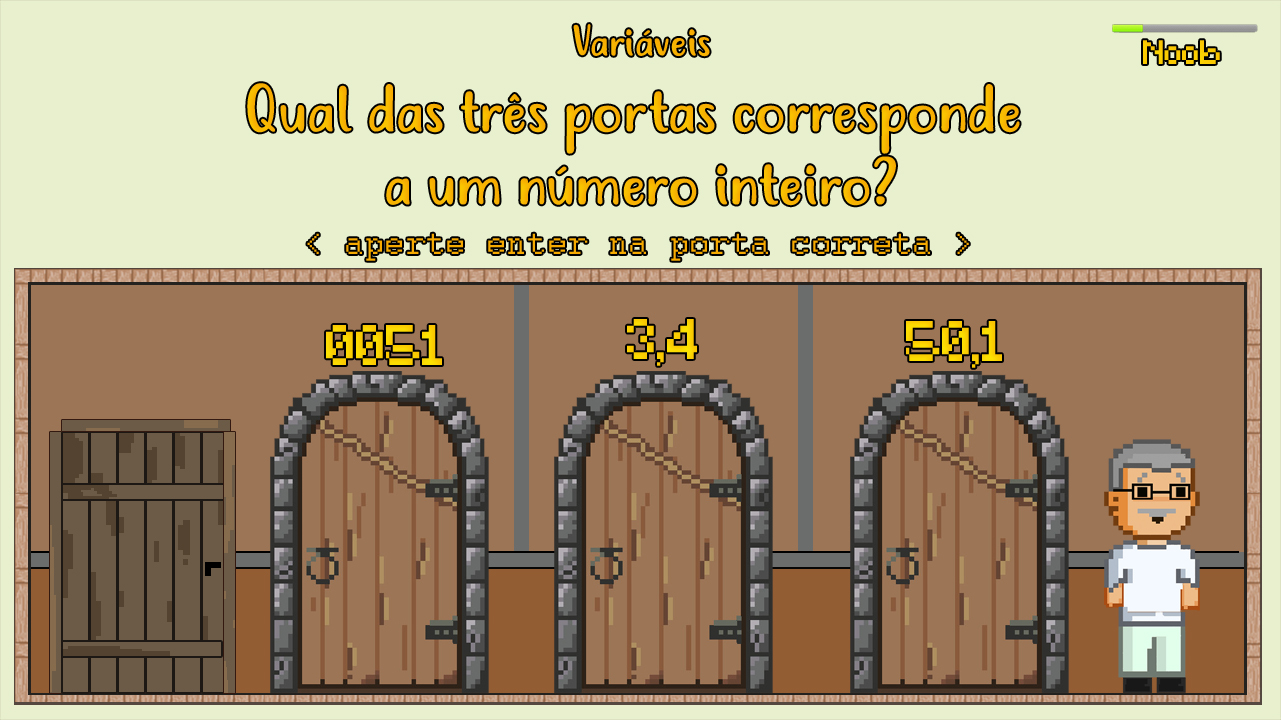 Variáveis
Noob
Qual das três portas corresponde
a um número inteiro?
< aperte enter na porta correta >
0051
3,4
50,1